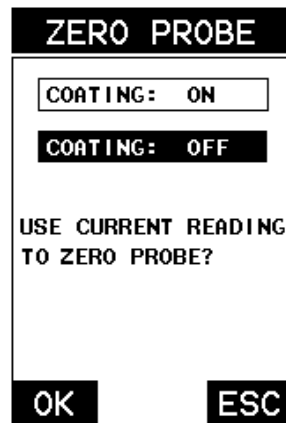 ZERO PROBE
COATING: ON
COATING: OFF
USE CURRENT READING
TO ZERO PROBE?
OK ESC